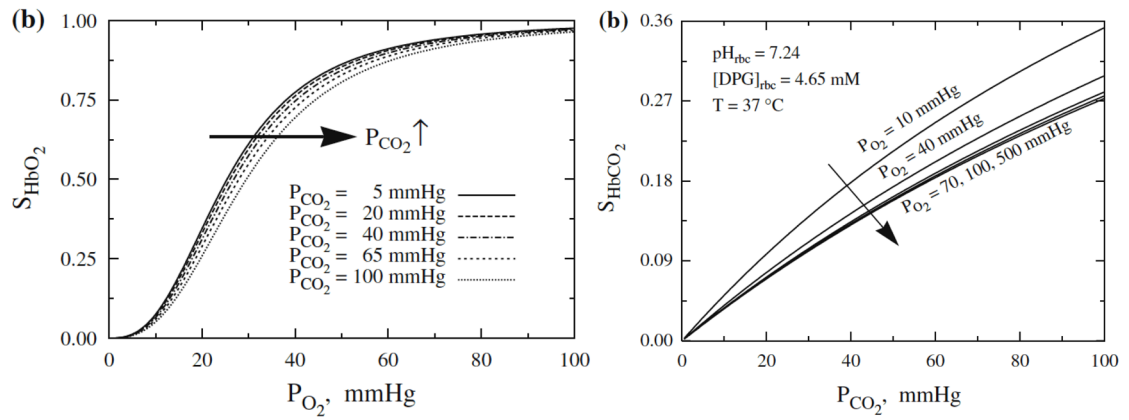 (b)
1.00
0.75
0.50
0.25
0.00
S_HbO2
P_CO2 ↑
P_CO2 = 5 mmHg
P_CO2 = 20 mmHg
P_CO2 = 40 mmHg
P_CO2 = 65 mmHg
P_CO2 = 100 mmHg
0 20 40 60 80 100
P_O2, mmHg
(b)
0.36
0.27
0.18
0.09
0.00
S_HbCO2
pH_rbc = 7.24
[DPG]_rbc = 4.65 mM
T = 37 °C
P_O2 = 10 mmHg
P_O2 = 40 mmHg
P_O2 = 70, 100, 500 mmHg
0 20 40 60 80 100
P_CO2, mmHg